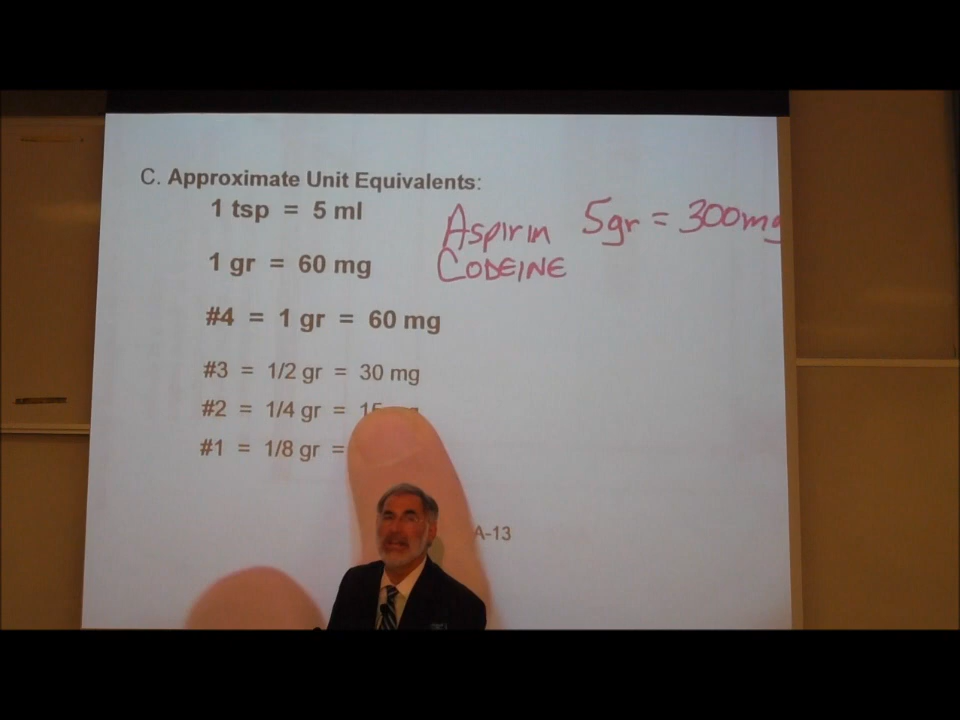 C. Approximate Unit Equivalents:
1 tsp = 5 ml
Aspirin 5gr = 300mg
1 gr = 60 mg
CODEINE
#4 = 1 gr = 60 mg
#3 = 1/2 gr = 30 mg
#2 = 1/4 gr =
#1 = 1/8 gr =
A-13